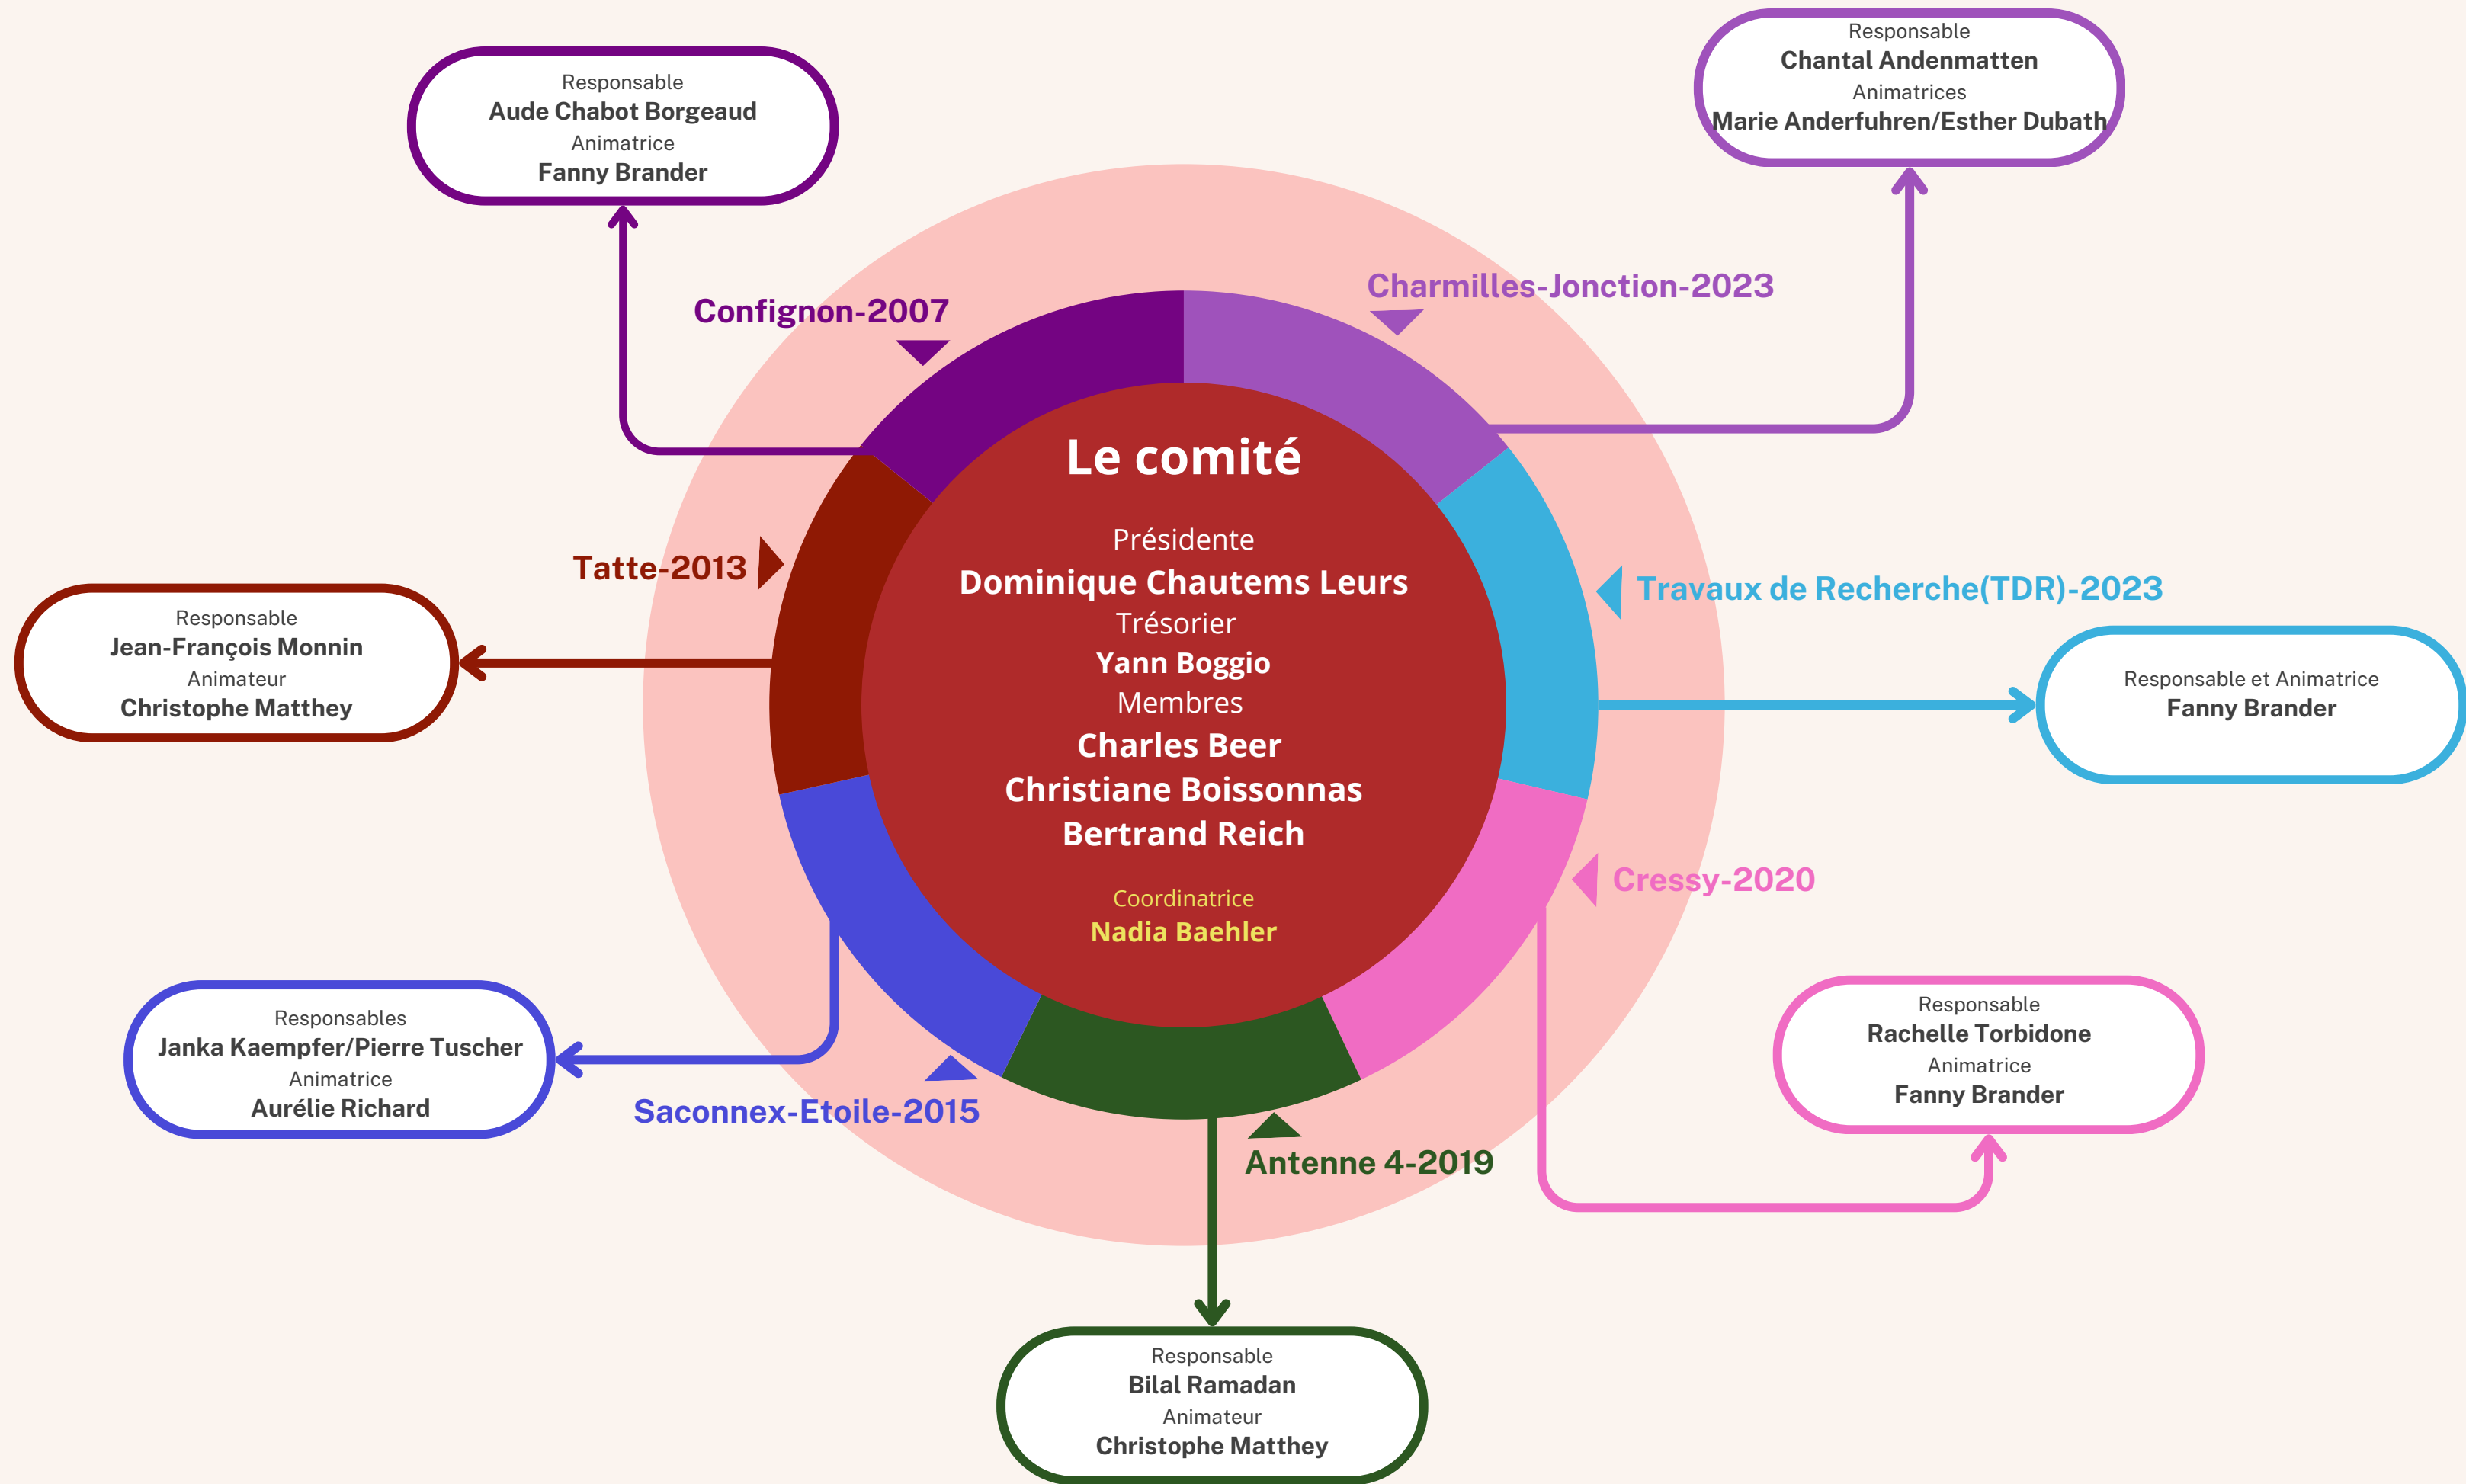 Responsable
Aude Chabot Borgeaud
Animatrice
Fanny Brander
Responsable
Chantal Andenmatten
Animatrices
Marie Anderfuhren/Esther Dubath
Confignon-2007
Charmilles-Jonction-2023
Tatte-2013
Travaux de Recherche(TDR)-2023
Responsable
Jean-François Monnin
Animateur
Christophe Matthey
Le comité
Présidente
Dominique Chautems Leurs
Trésorier
Yann Boggio
Membres
Charles Beer
Christiane Boissonnas
Bertrand Reich
Coordinatrice
Nadia Baehler
Responsable et Animatrice
Fanny Brander
Cressy-2020
Responsables
Janka Kaempfer/Pierre Tuscher
Animatrice
Aurélie Richard
Saconnex-Etoile-2015
Antenne 4-2019
Responsable
Rachelle Torbidone
Animatrice
Fanny Brander
Responsable
Bilal Ramadan
Animateur
Christophe Matthey